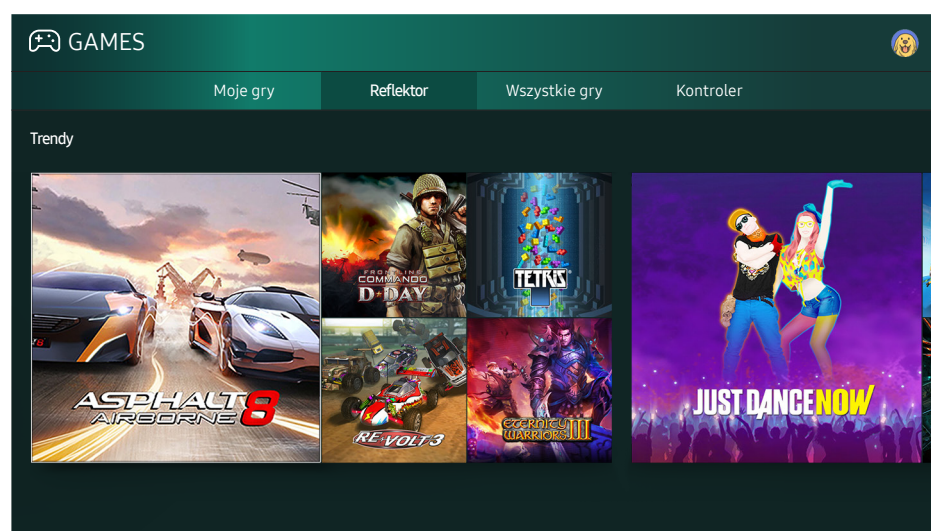 GAMES
Moje gry
Reflektor
Wszystkie gry
Kontroler
Trendy
ASPHALT 8
AIRBORNE
FRONTLINE
COMMANDO
D-DAY
TETRIS
RE-VOLT 3
ETERNITY
WARRIORS III
JUST DANCE NOW